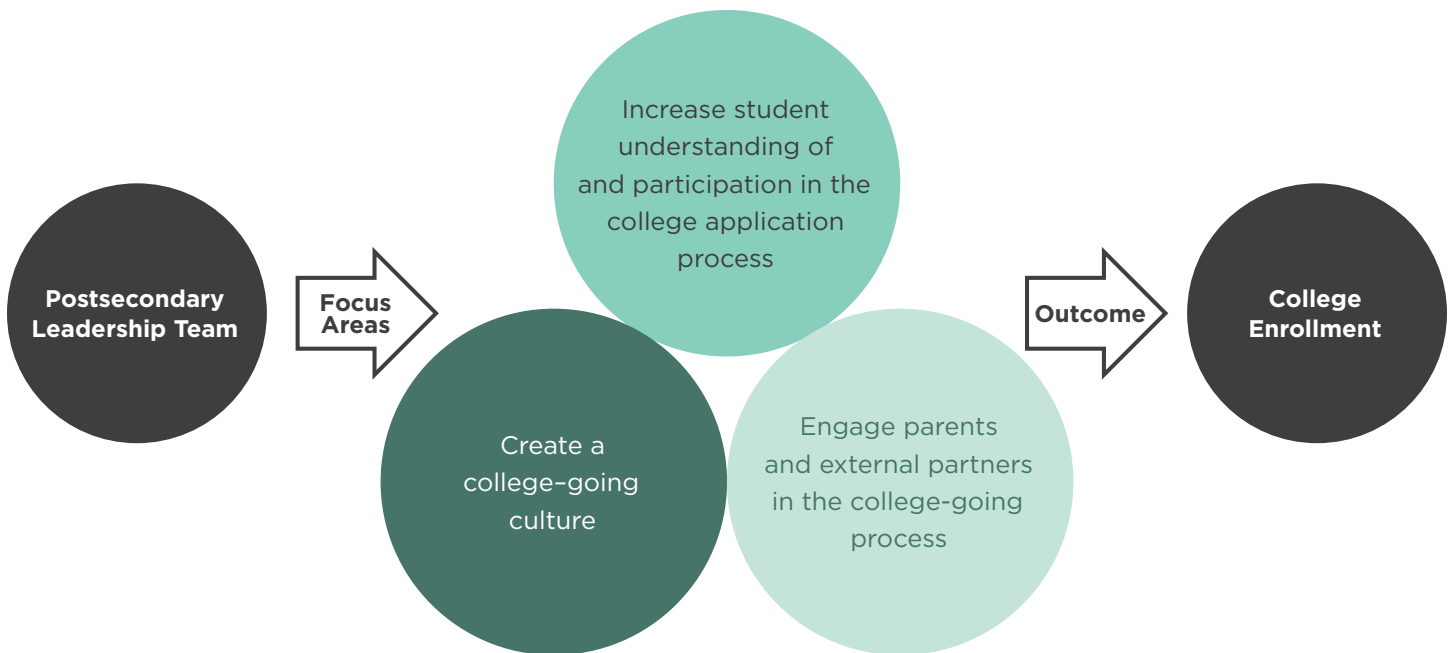 Postsecondary
Leadership Team
Focus
Areas
Increase student
understanding of
and participation in the
college application
process
Create a
college–going
culture
Engage parents
and external partners
in the college-going
process
Outcome
College
Enrollment